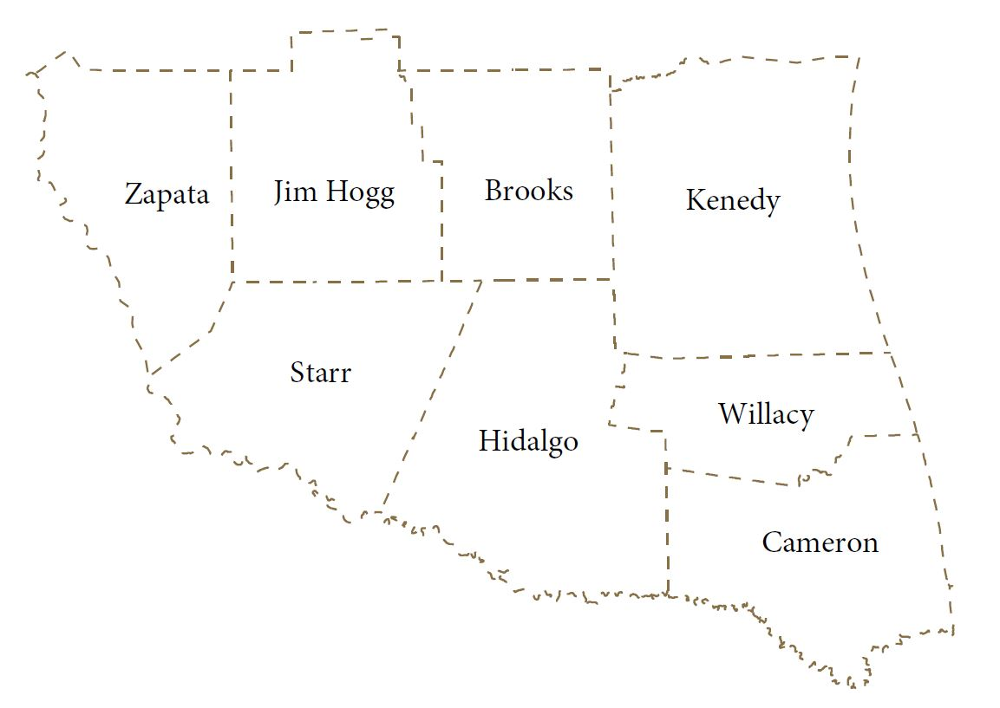 Zapata
Jim Hogg
Brooks
Kenedy
Starr
Hidalgo
Willacy
Cameron